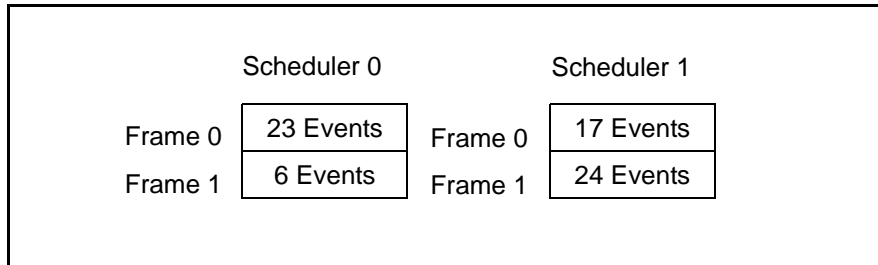 Scheduler 0 Scheduler 1
Frame 0 23 Events Frame 0 17 Events
Frame 1 6 Events Frame 1 24 Events